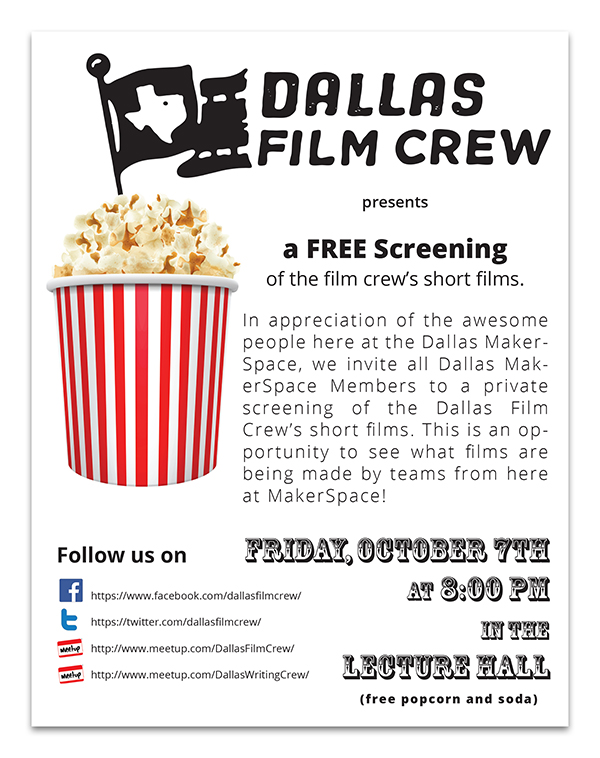 DALLAS
FILM CREW
presents
a FREE Screening
of the film crew's short films.
In appreciation of the awesome
people here at the Dallas Maker-
Space, we invite all Dallas Mak-
erSpace Members to a private
screening of the Dallas Film
Crew's short films. This is an op-
portunity to see what films are
being made by teams from here
at MakerSpace!
Follow us on
https://www.facebook.com/dallasfilmcrew/
https://twitter.com/dallasfilmcrew/
meetup http://www.meetup.com/DallasFilmCrew/
meetup http://www.meetup.com/DallasWritingCrew/
FRIDAY, OCTOBER 7TH
AT 8:00 PM
IN THE
LECTURE HALL
(free popcorn and soda)